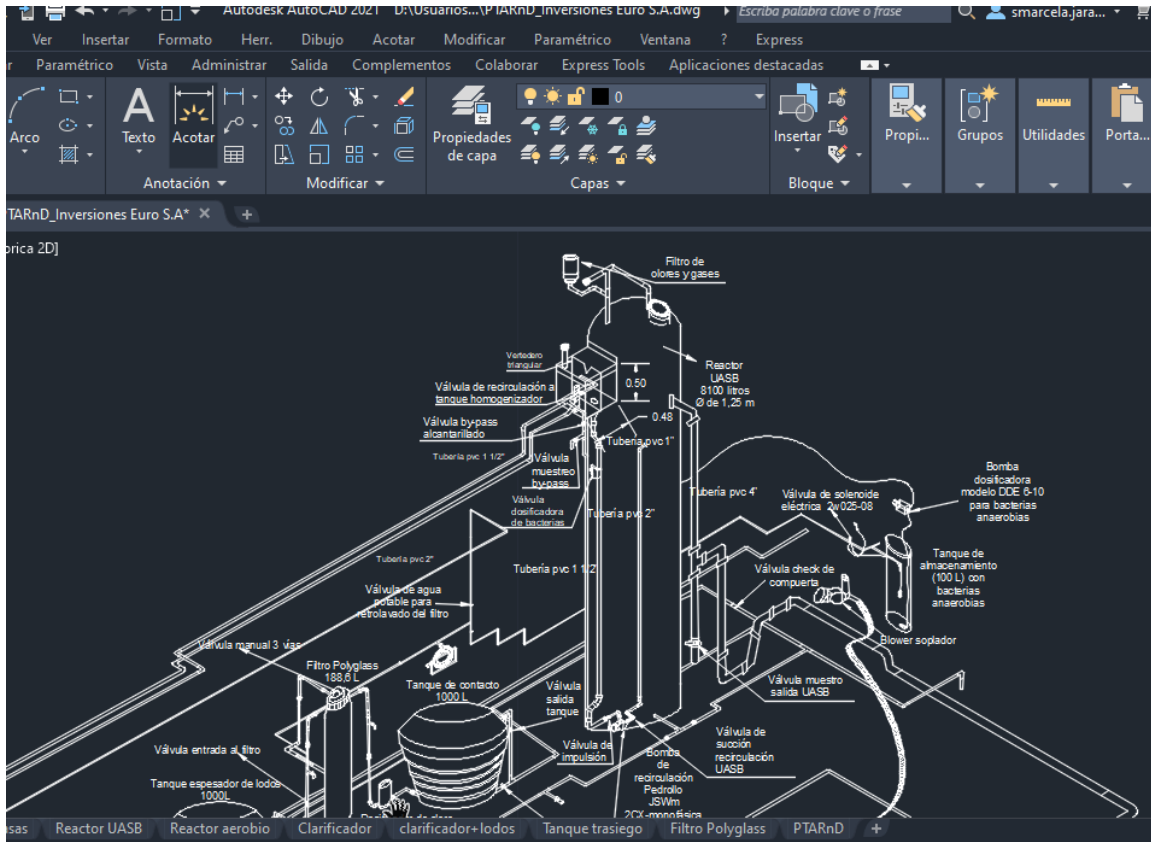 Autodesk AutoCAD 2021 D:\Usuarios...\PTARnD_Inversiones Euro S.A.dwg
Escriba palabra clave o frase
smarcela.jara...
Ver Insertar Formato Herr. Dibujo Acotar Modificar Paramétrico Ventana ? Express
Paramétrico Vista Administrar Salida Complementos Colaborar Express Tools Aplicaciones destacadas
Arco
Texto
Acotar
Propiedades
de capa
0
Insertar
Propi...
Grupos
Utilidades
Porta...
Anotación
Modificar
Capas
Bloque
PTARnD_Inversiones Euro S.A*
2D]
Filtro de
olores y gases
Vertedero
triangular
Reactor
UASB
8100 litros
Ø de 1,25 m
0.50
Válvula de recirculación a
tanque homogenizador
0.48
Válvula by-pass
alcantarillado
Tubería pvc 1"
Tubería pvc 1 1/2"
Válvula
muestreo
by-pass
Bomba
dosificadora
modelo DDE 6-10
para bacterias
anaerobias
Tubería pvc 4"
Válvula de solenoide
eléctrica 2w025-08
Válvula
dosificadora
de bacterias
Tubería pvc 2"
Tubería pvc 2"
Tubería pvc 1 1/2"
Tanque de
almacenamiento
(100 L) con
bacterias
anaerobias
Válvula check de
compuerta
Válvula de agua
potable para
retrolavado del filtro
Blower soplador
Válvula manual 3 vías
Filtro Polyglass
188,6 L
Tanque de contacto
1000 L
Válvula
salida
tanque
Válvula muestro
salida UASB
Válvula entrada al filtro
Válvula de
impulsión
Válvula de
succión
recirculación
UASB
Bomba
de
recirculación
Pedrollo
JSWm
2CX-monofásica
Tanque espesador de lodos
1000L
Reactor UASB Reactor aerobio Clarificador clarificador+lodos Tanque trasiego Filtro Polyglass PTARnD